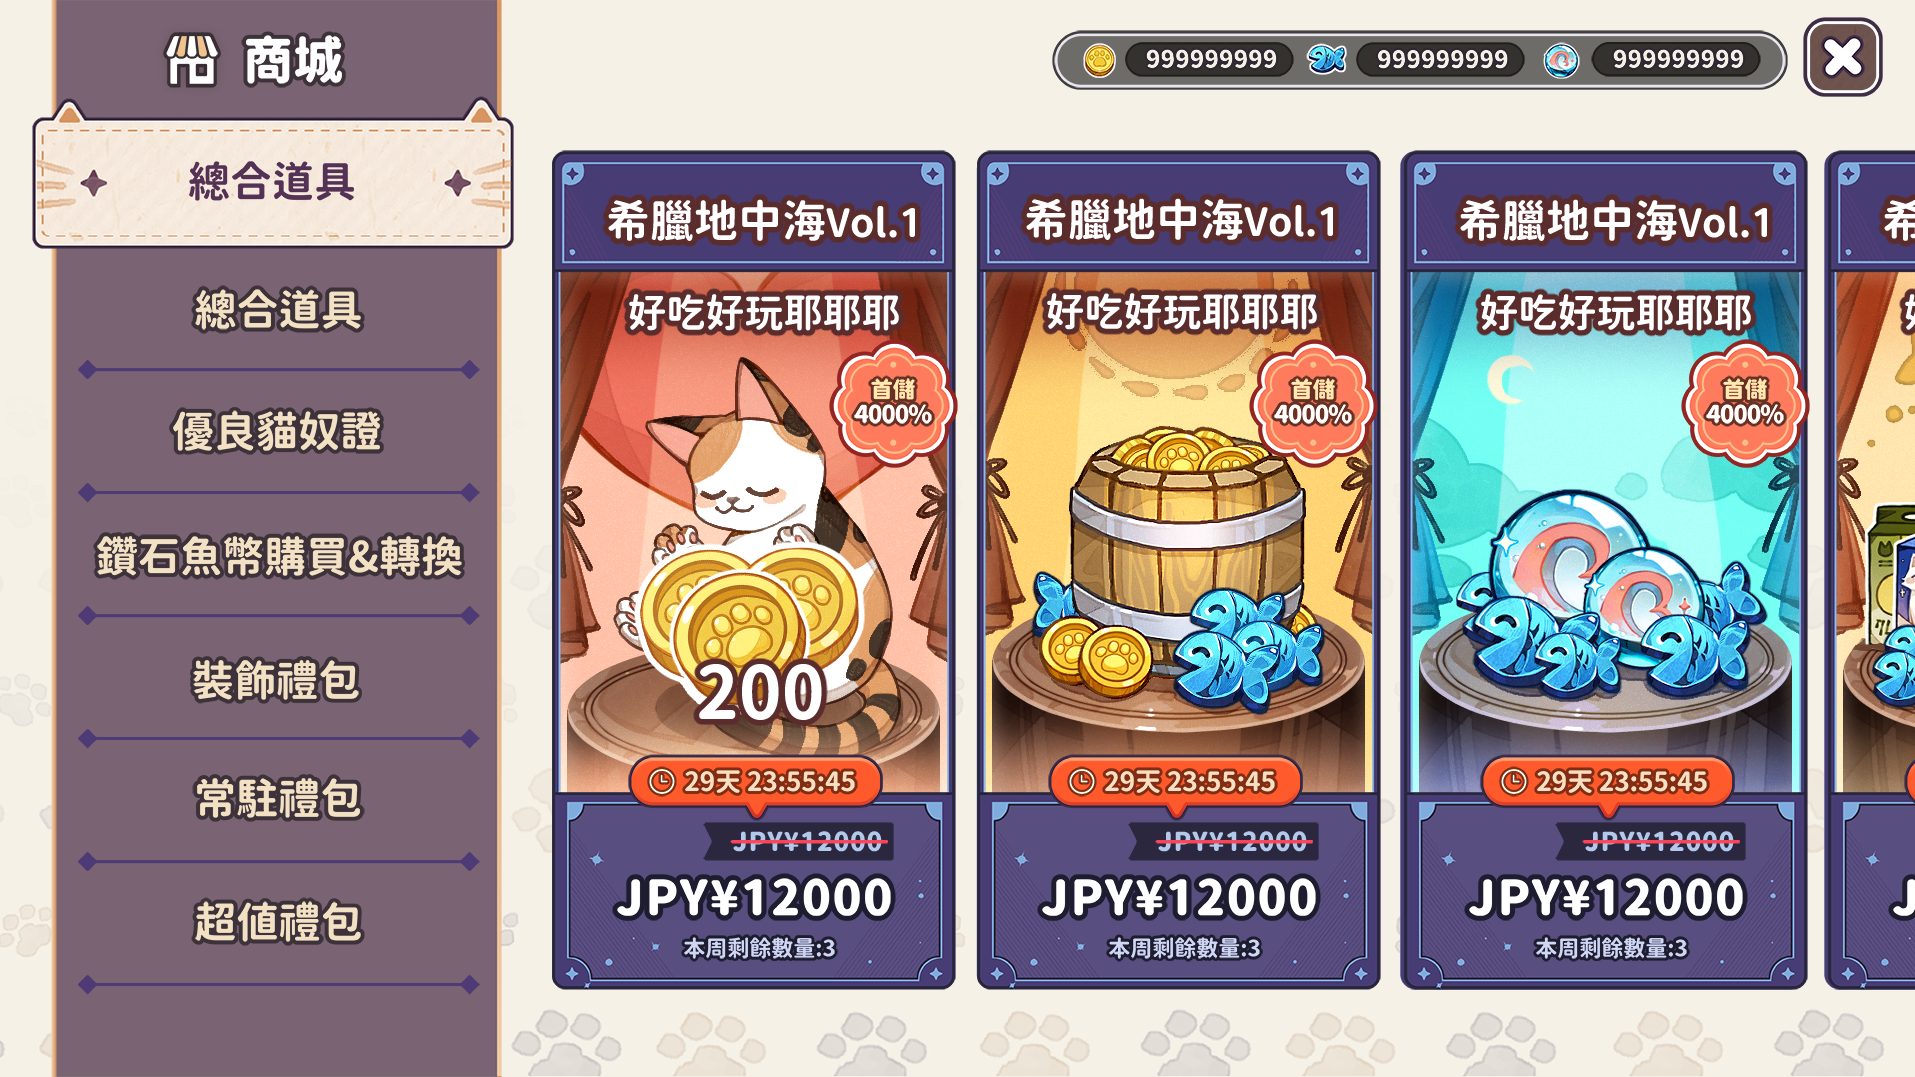 商城
999999999
999999999
999999999
總合道具
總合道具
優良貓奴證
鑽石魚幣購買&轉換
裝飾禮包
常駐禮包
超值禮包
希臘地中海Vol.1
好吃好玩耶耶耶
首儲
4000%
200
29天 23:55:45
JPY¥12000
JPY¥12000
本周剩餘數量:3
希臘地中海Vol.1
好吃好玩耶耶耶
首儲
4000%
29天 23:55:45
JPY¥12000
JPY¥12000
本周剩餘數量:3
希臘地中海Vol.1
好吃好玩耶耶耶
首儲
4000%
29天 23:55:45
JPY¥12000
JPY¥12000
本周剩餘數量:3
希